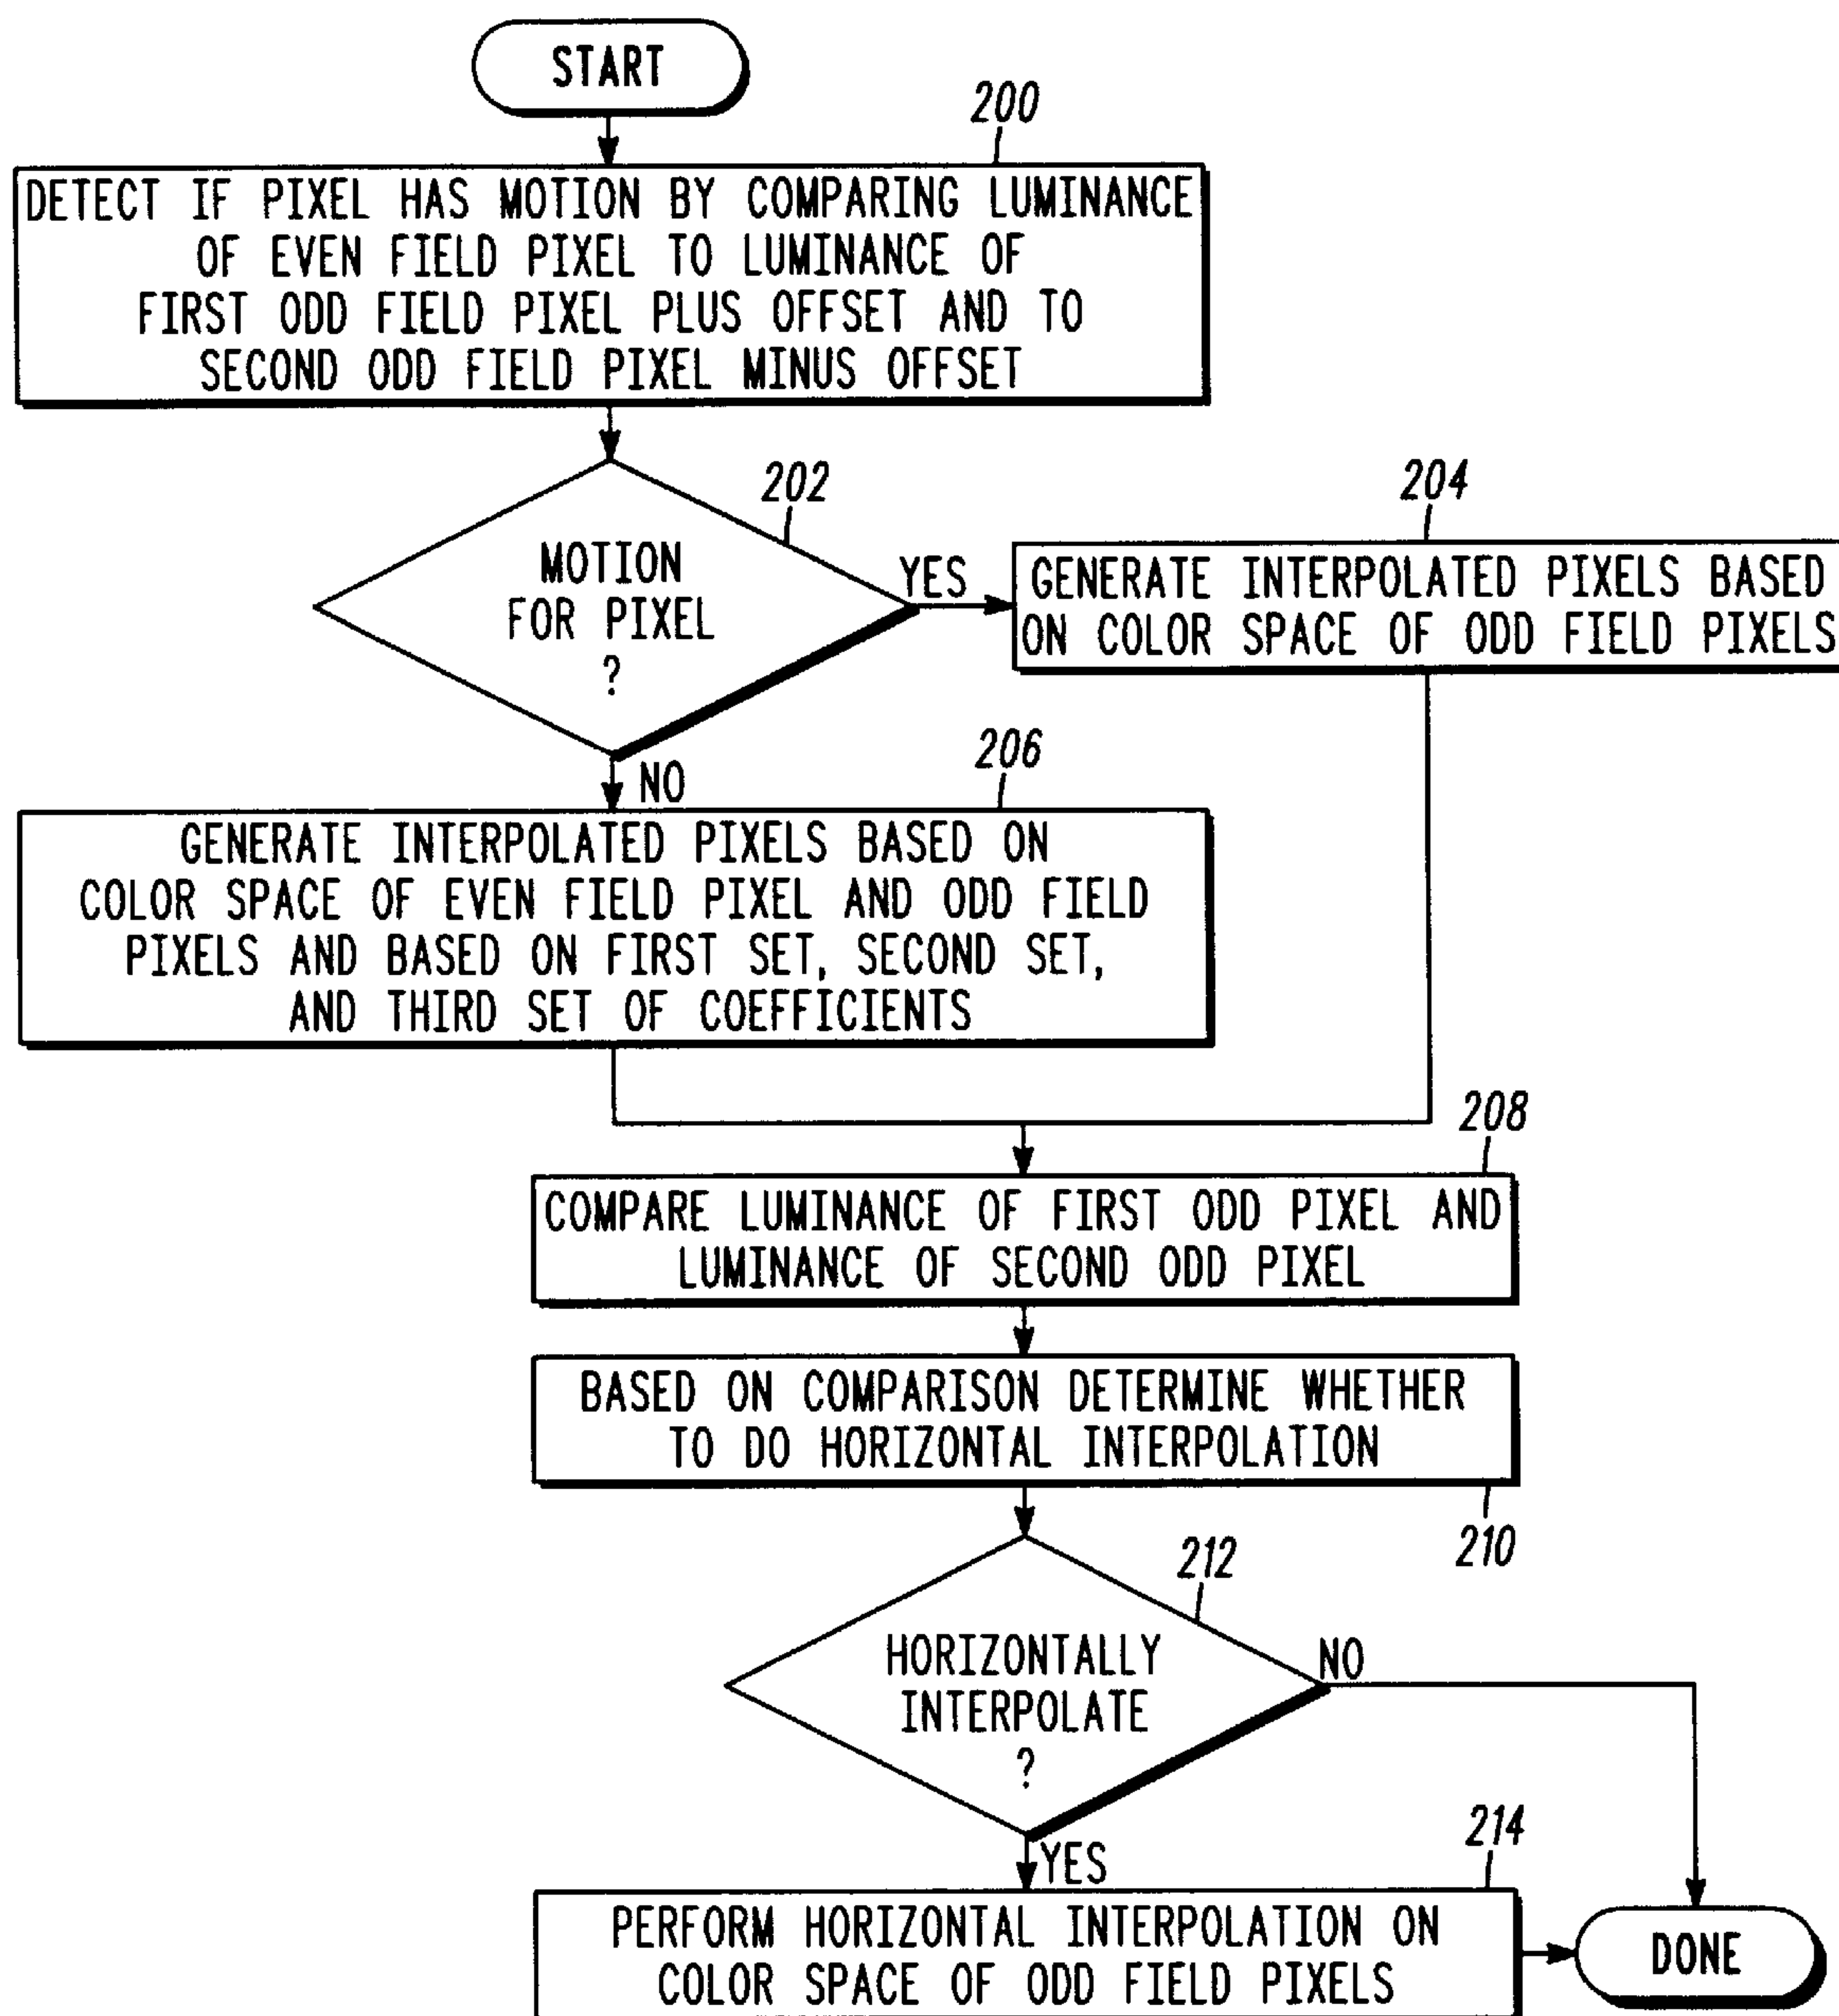 START
200
DETECT IF PIXEL HAS MOTION BY COMPARING LUMINANCE
OF EVEN FIELD PIXEL TO LUMINANCE OF
FIRST ODD FIELD PIXEL PLUS OFFSET AND TO
SECOND ODD FIELD PIXEL MINUS OFFSET
202
MOTION
FOR PIXEL
?
YES
204
GENERATE INTERPOLATED PIXELS BASED
ON COLOR SPACE OF ODD FIELD PIXELS
NO
206
GENERATE INTERPOLATED PIXELS BASED ON
COLOR SPACE OF EVEN FIELD PIXEL AND ODD FIELD
PIXELS AND BASED ON FIRST SET, SECOND SET,
AND THIRD SET OF COEFFICIENTS
208
COMPARE LUMINANCE OF FIRST ODD PIXEL AND
LUMINANCE OF SECOND ODD PIXEL
BASED ON COMPARISON DETERMINE WHETHER
TO DO HORIZONTAL INTERPOLATION
210
212
HORIZONTALLY
INTERPOLATE
?
NO
YES
214
PERFORM HORIZONTAL INTERPOLATION ON
COLOR SPACE OF ODD FIELD PIXELS
DONE